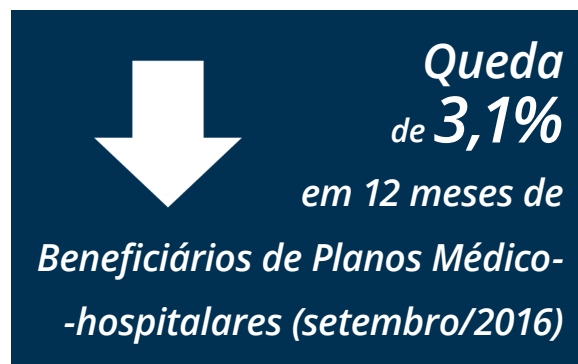 Queda
de 3,1%
em 12 meses de
Beneficiários de Planos Médico-
-hospitalares (setembro/2016)